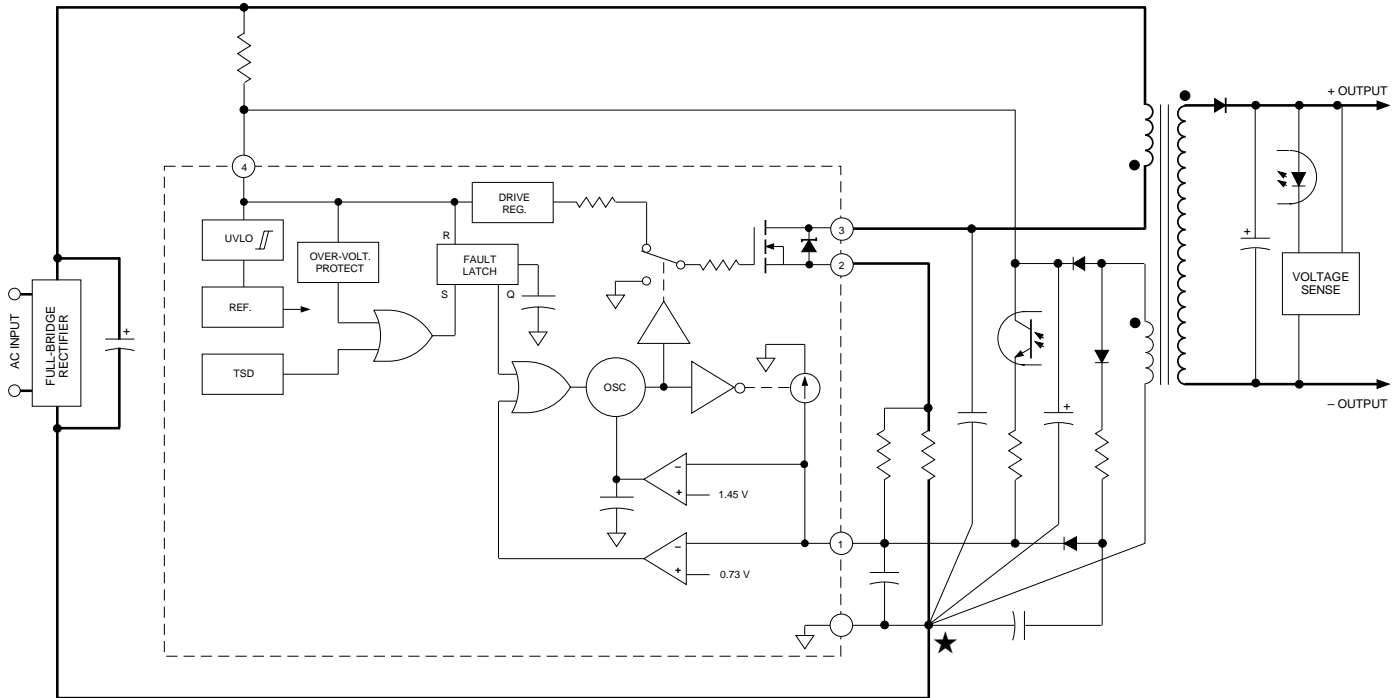 + OUTPUT
4
DRIVE
REG.
R
UVLO
OVER-VOLT.
PROTECT
FAULT
LATCH
3
2
+
VOLTAGE
SENSE
AC INPUT
FULL-BRIDGE
RECTIFIER
+
REF.
S
Q
TSD
OSC
– OUTPUT
+
–
+
1.45 V
1
–
+
0.73 V
★